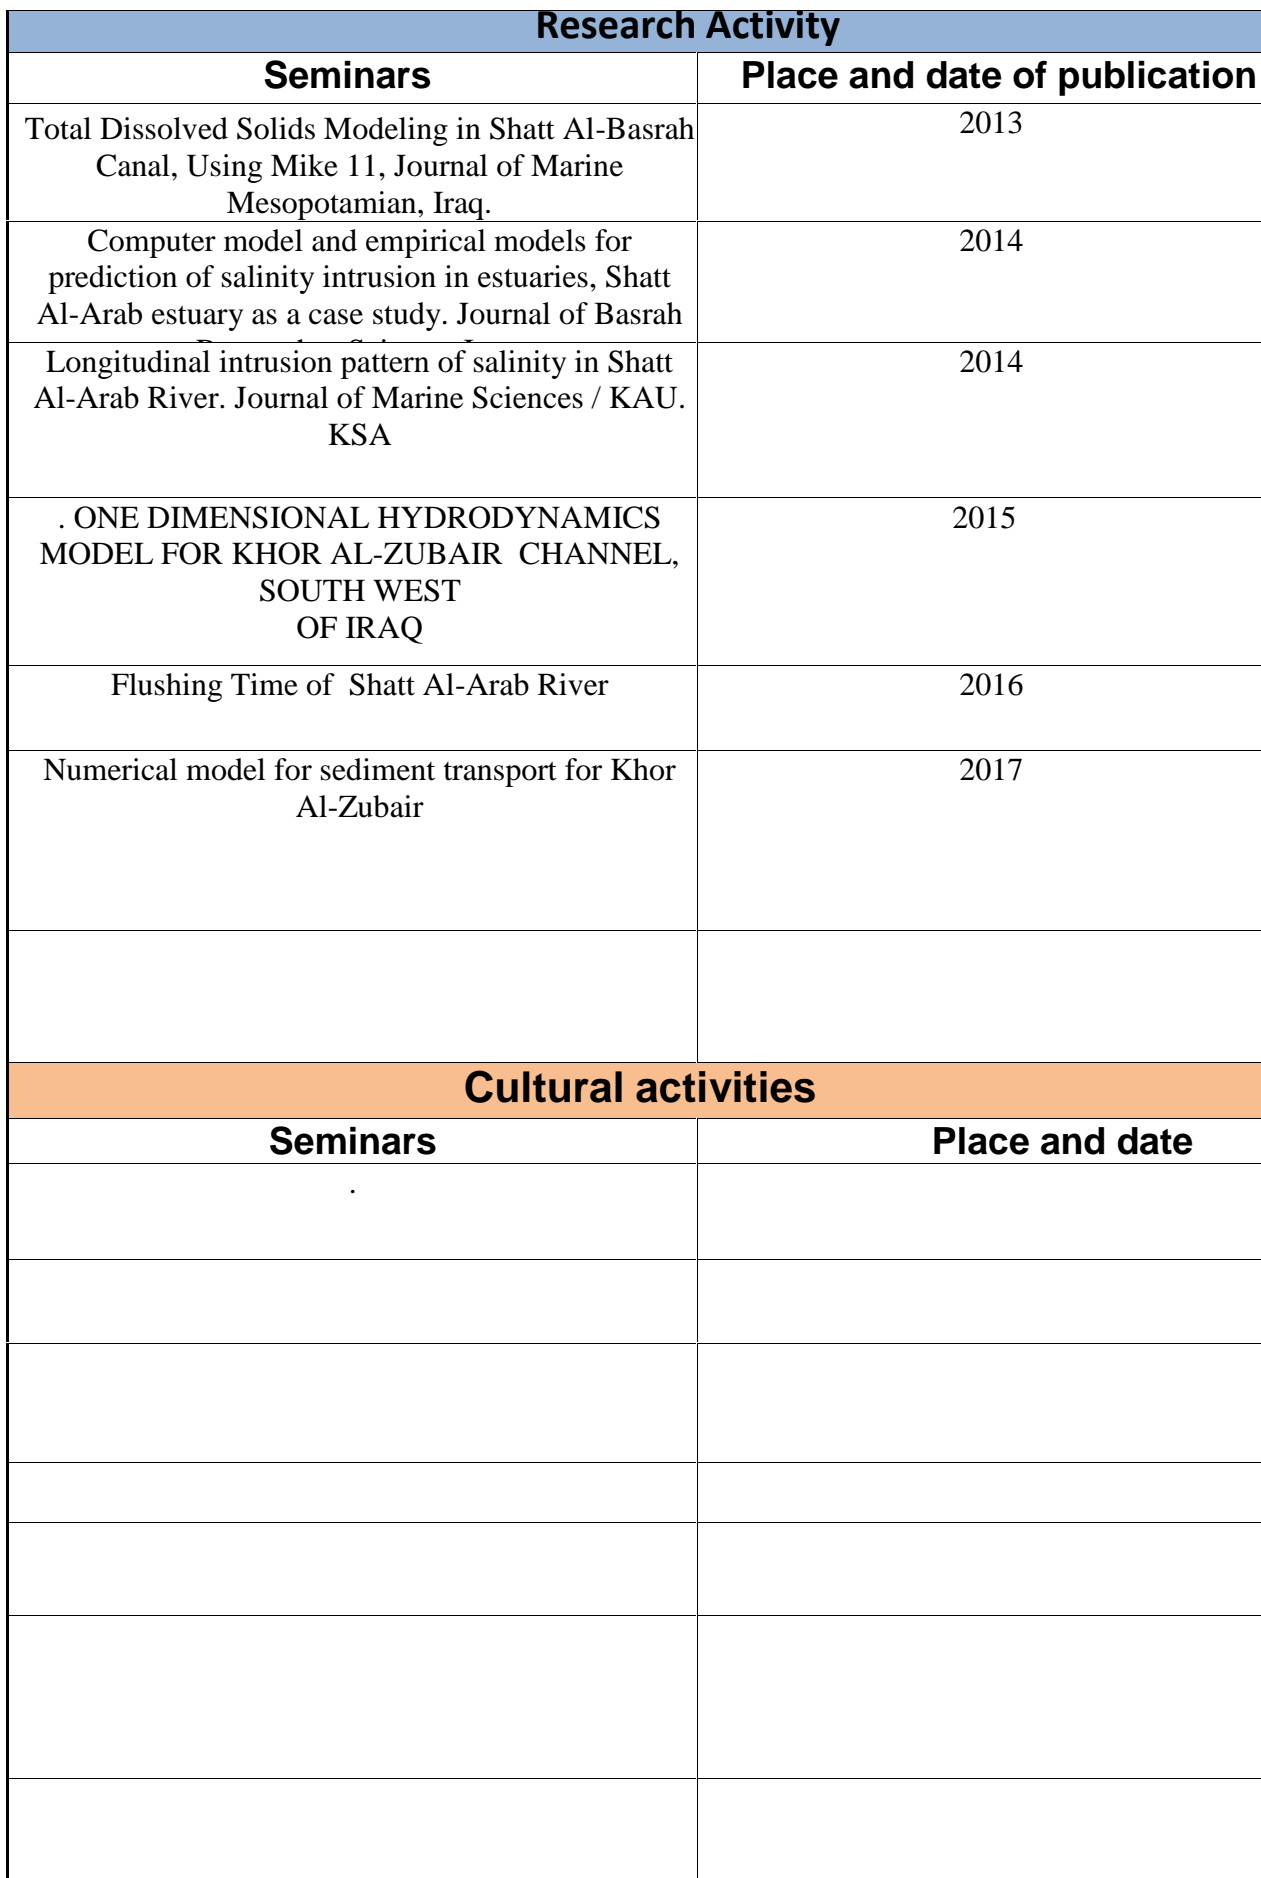 Research Activity
Seminars
Place and date of publication
Total Dissolved Solids Modeling in Shatt Al-Basrah
Canal, Using Mike 11, Journal of Marine
Mesopotamian, Iraq.
2013
Computer model and empirical models for
prediction of salinity intrusion in estuaries, Shatt
Al-Arab estuary as a case study. Journal of Basrah
2014
Longitudinal intrusion pattern of salinity in Shatt
Al-Arab River. Journal of Marine Sciences / KAU.
KSA
2014
. ONE DIMENSIONAL HYDRODYNAMICS
MODEL FOR KHOR AL-ZUBAIR  CHANNEL,
SOUTH WEST
OF IRAQ
2015
Flushing Time of  Shatt Al-Arab River
2016
Numerical model for sediment transport for Khor
Al-Zubair
2017
Cultural activities
Seminars
Place and date
.